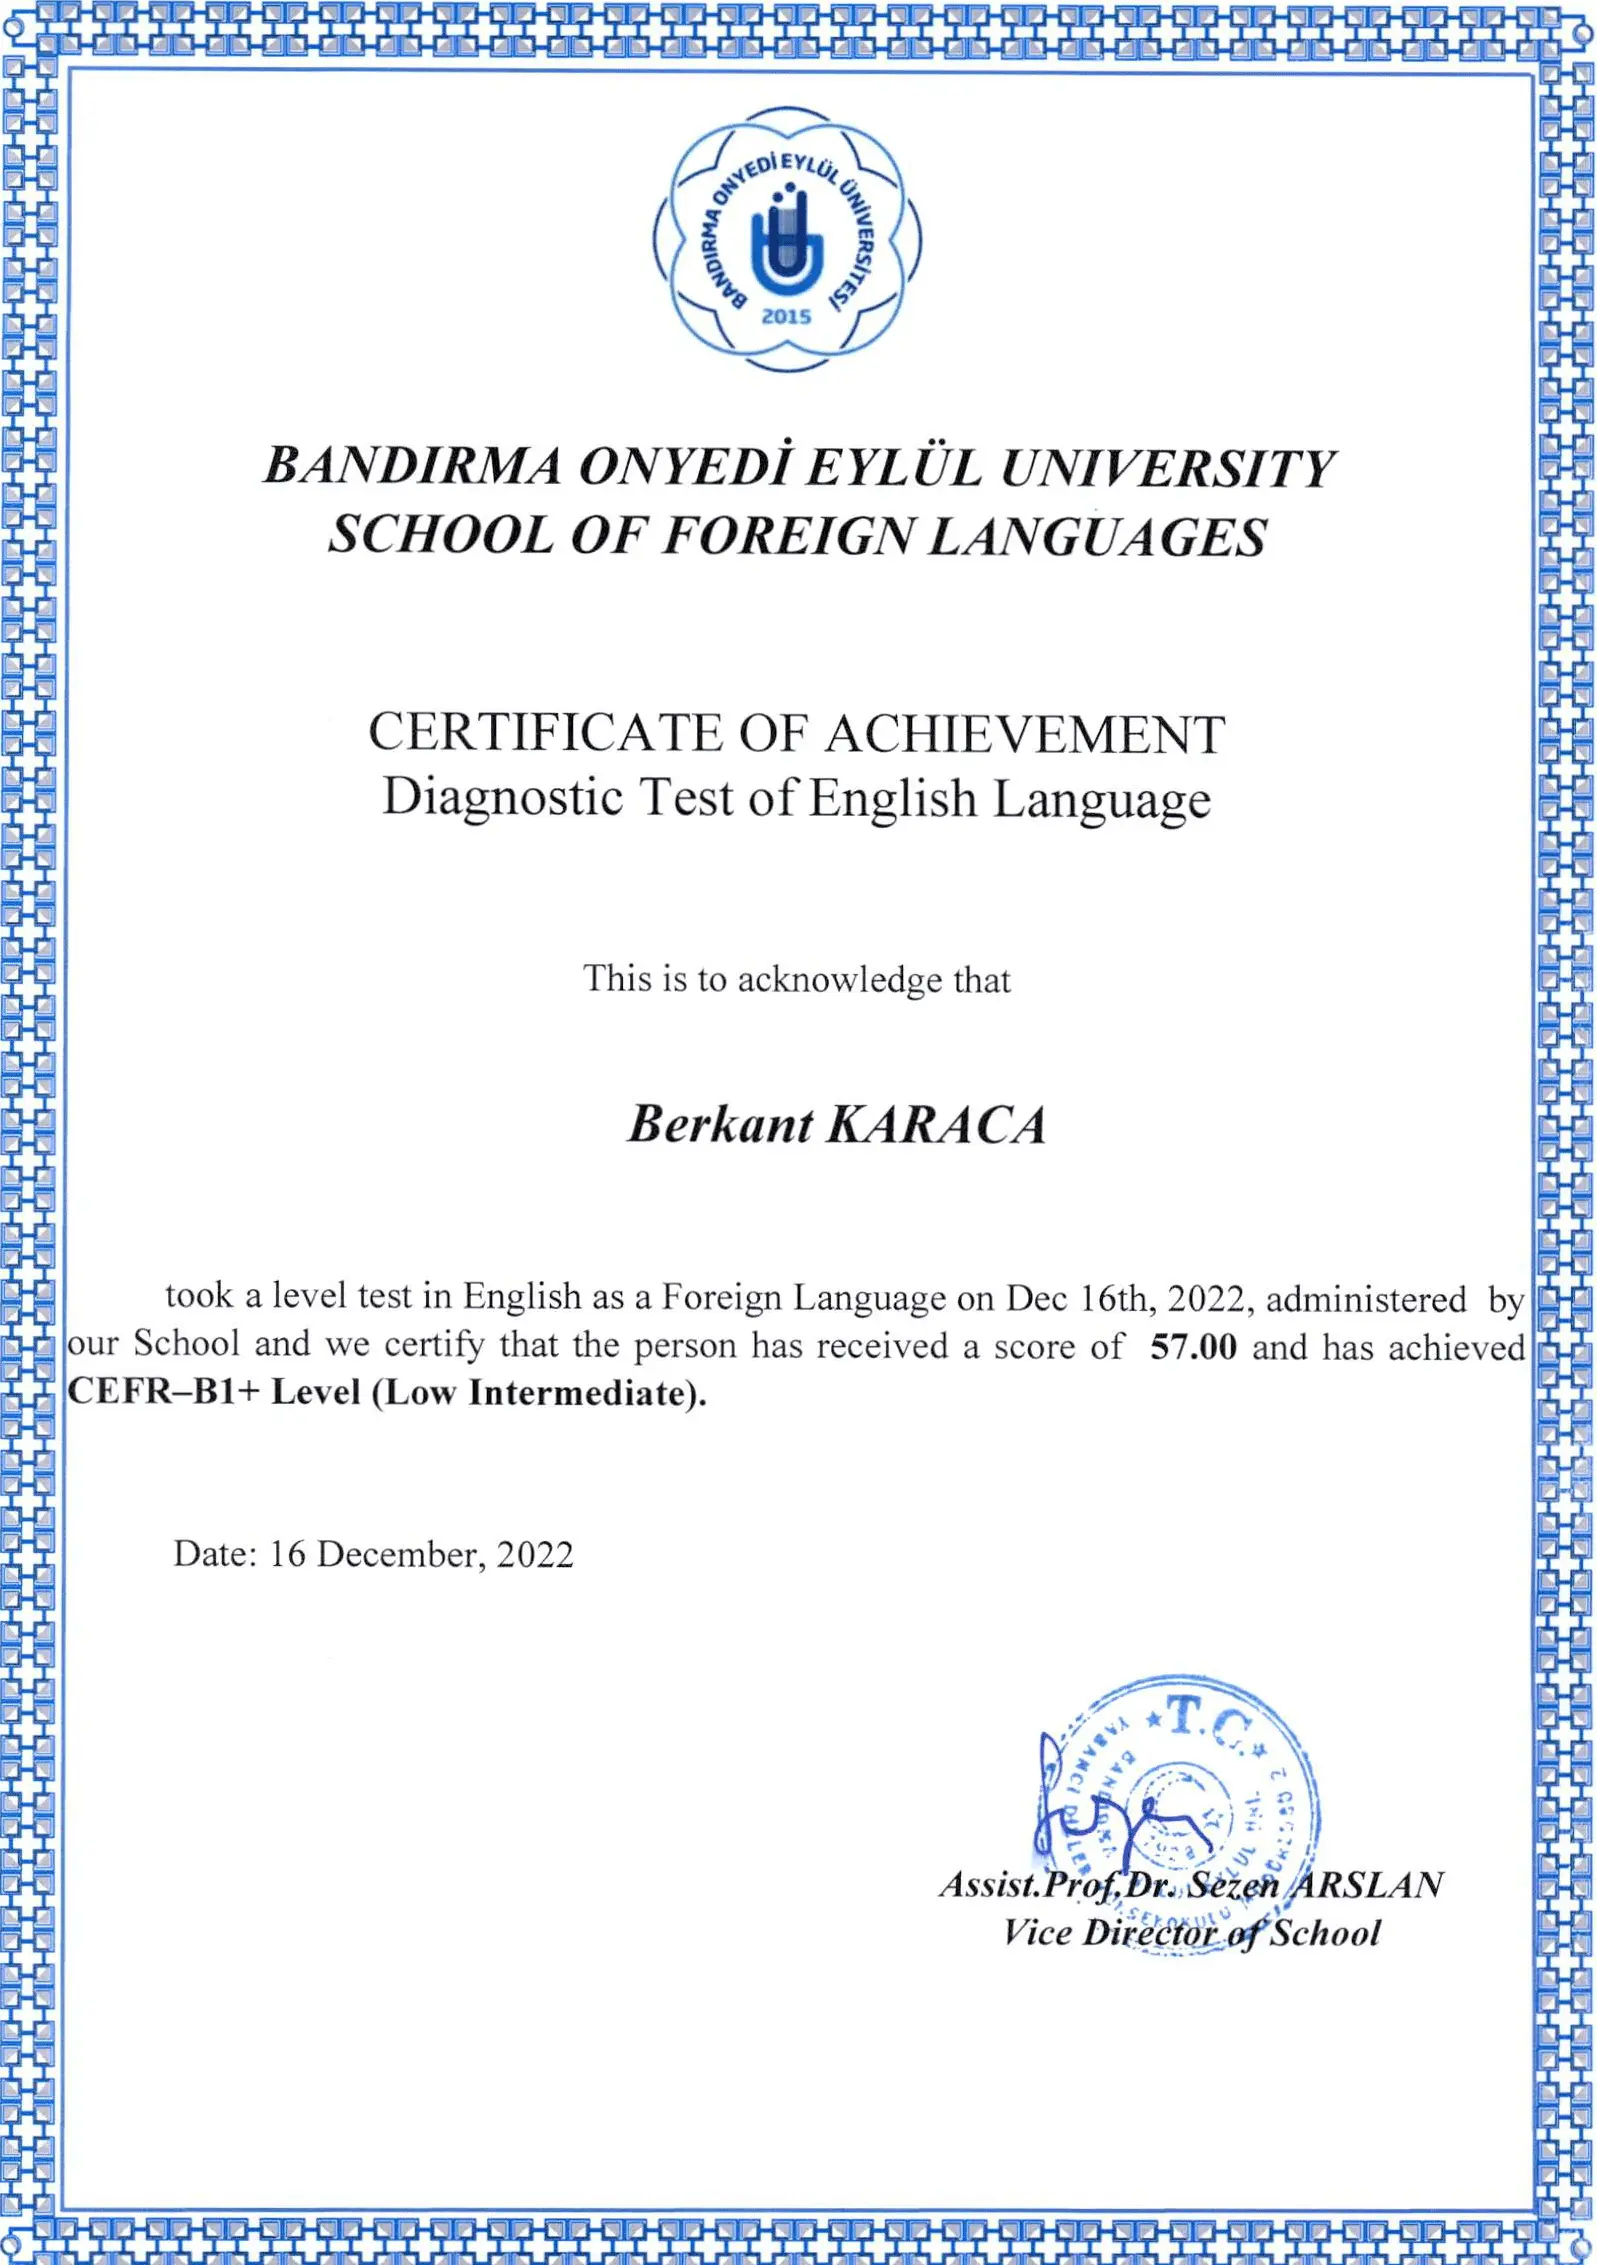 BANDIRMA ONYEDİ EYLÜL ÜNİVERSİTESİ
2015
BANDIRMA ONYEDİ EYLÜL UNIVERSITY
SCHOOL OF FOREIGN LANGUAGES
CERTIFICATE OF ACHIEVEMENT
Diagnostic Test of English Language
This is to acknowledge that
Berkant KARACA
took a level test in English as a Foreign Language on Dec 16th, 2022, administered by
our School and we certify that the person has received a score of 57.00 and has achieved
CEFR–B1+ Level (Low Intermediate).
Date: 16 December, 2022
T.C.
YABANCI DİLLER
Assist.Prof.Dr. Sezen ARSLAN
Vice Director of School